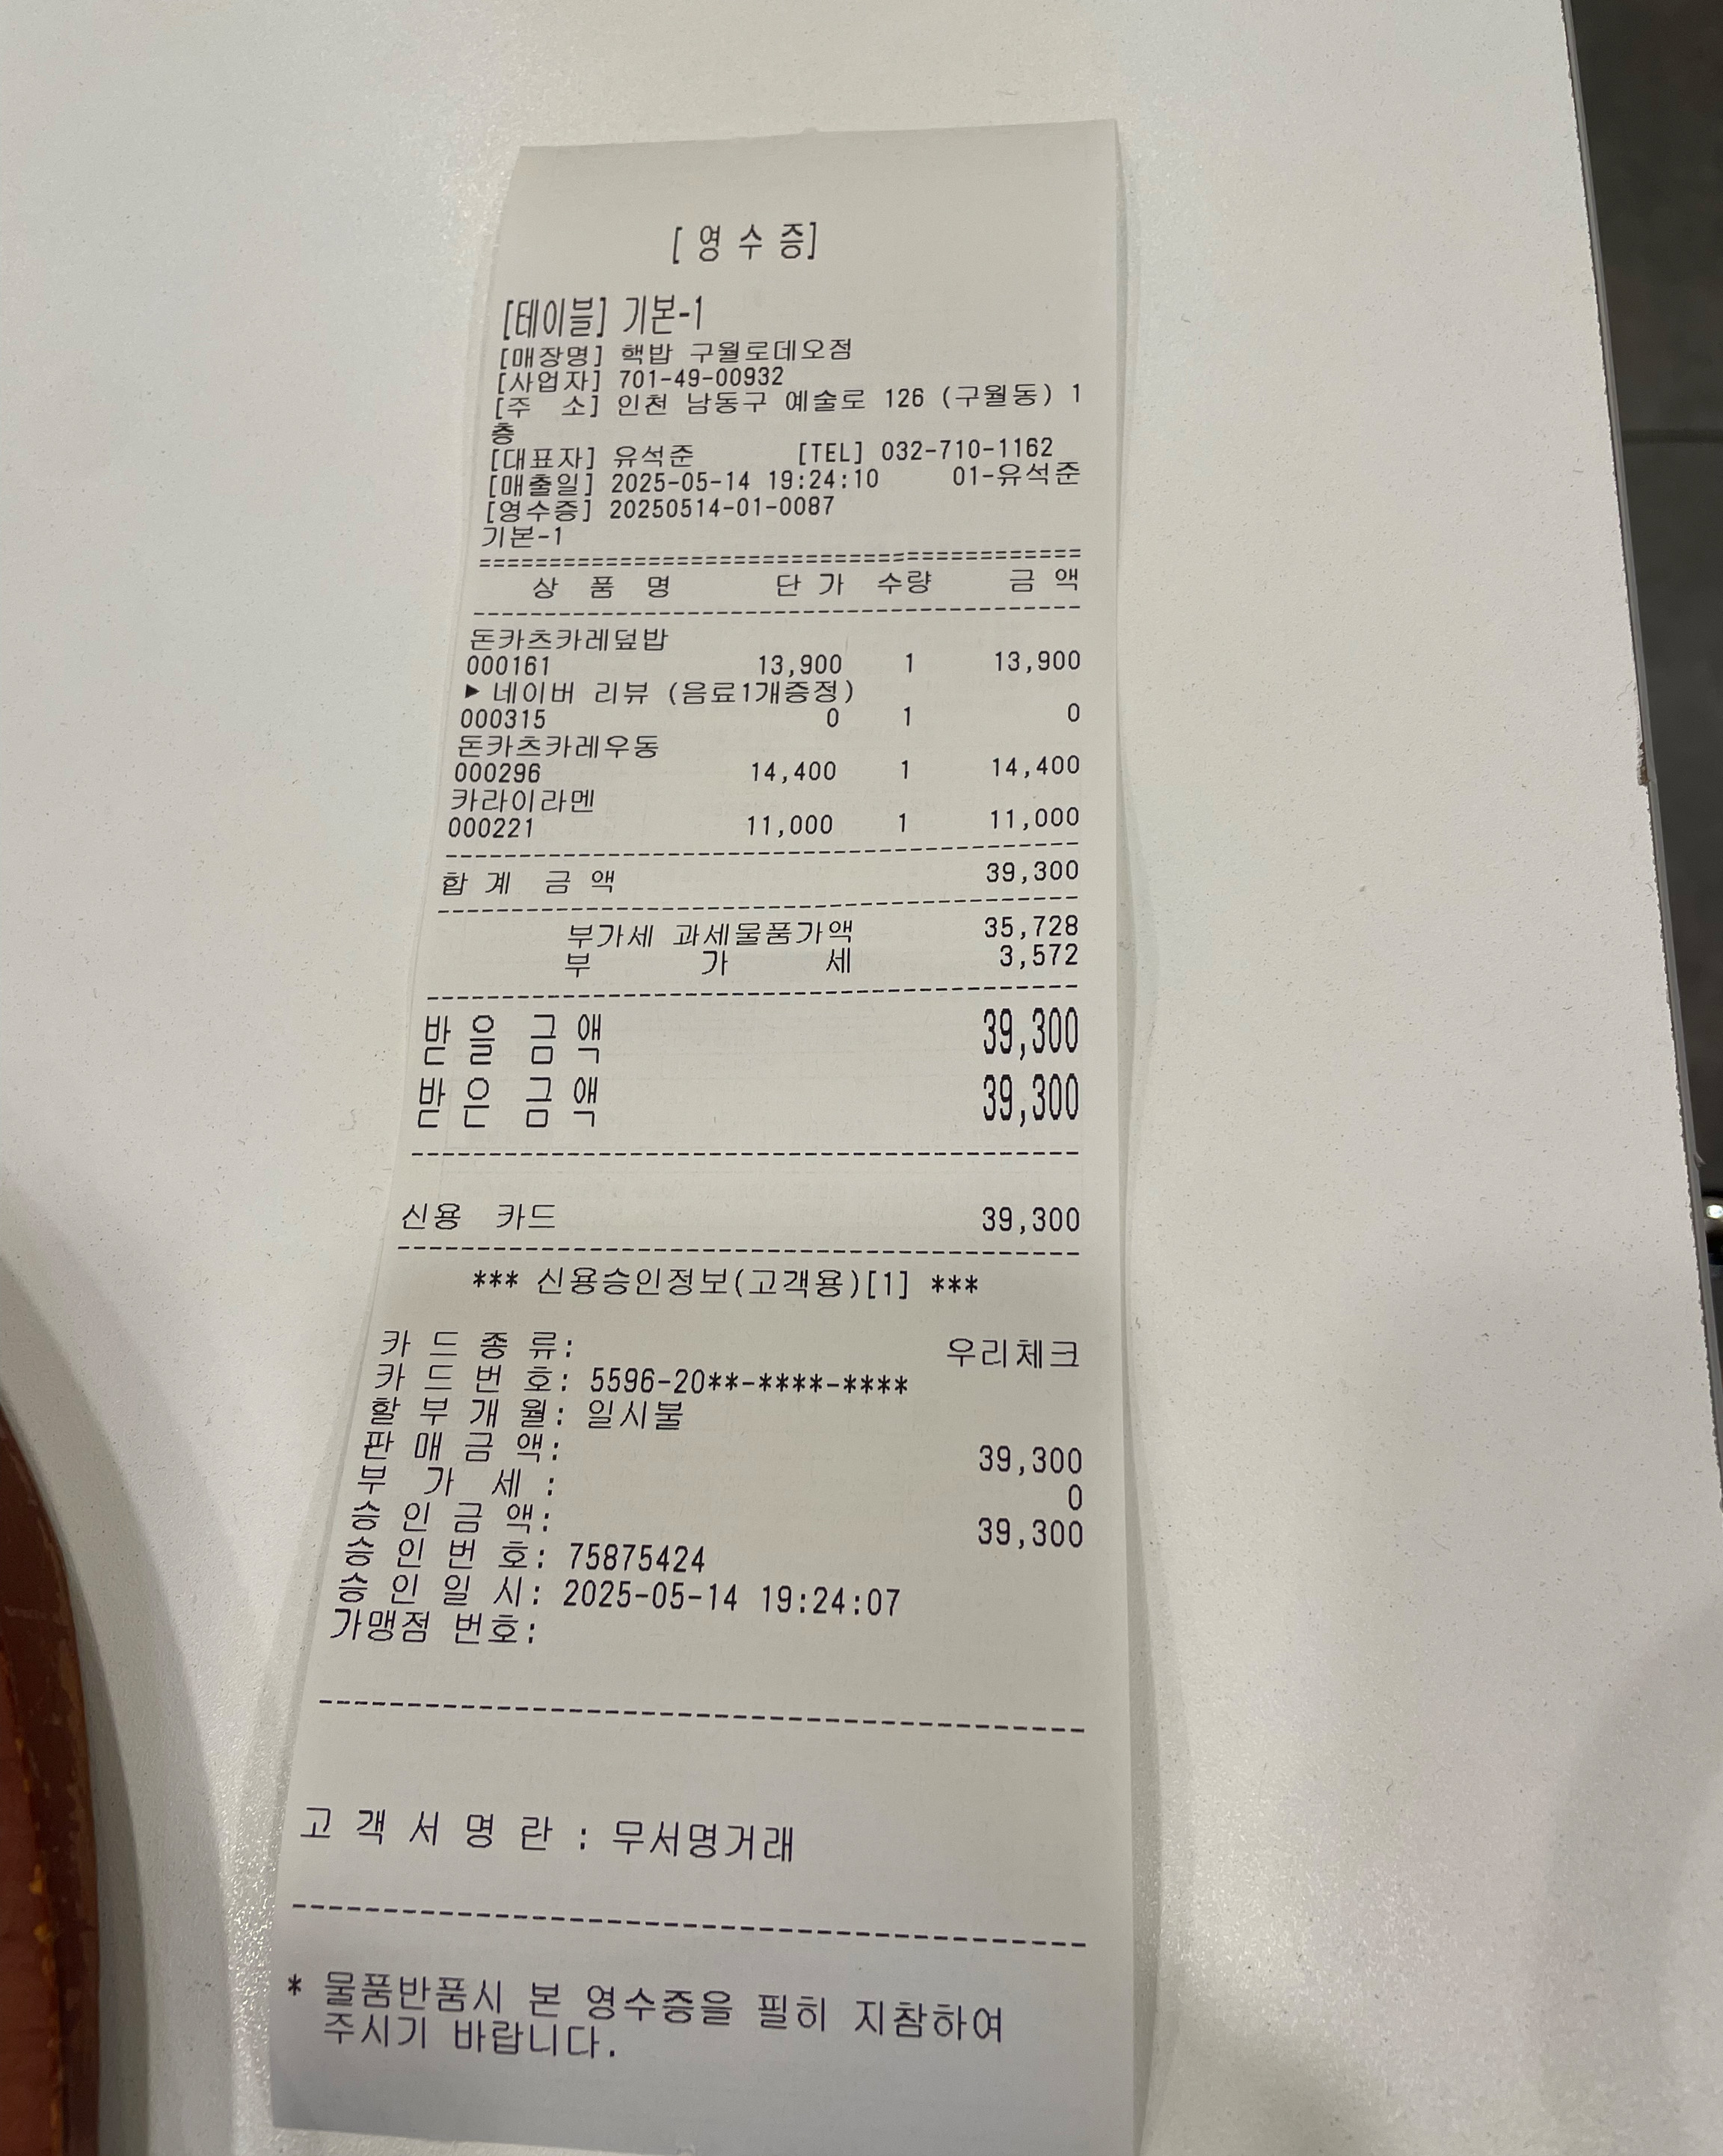 [ 영 수 증]
[테이블] 기본-1
[매장명] 핵밥 구월로데오점
[사업자] 701-49-00932
[주 소] 인천 남동구 예술로 126 (구월동) 1
층
[대표자] 유석준 [TEL] 032-710-1162
[매출일] 2025-05-14 19:24:10 01-유석준
[영수증] 20250514-01-0087
기본-1
==========================================
상 품 명 단 가 수량 금 액
------------------------------------------
돈카츠카레덮밥
000161 13,900 1 13,900
▶ 네이버 리뷰 (음료1개증정)
000315 0 1 0
돈카츠카레우동
000296 14,400 1 14,400
카라이라멘
000221 11,000 1 11,000
------------------------------------------
합 계 금 액 39,300
------------------------------------------
부가세 과세물품가액 35,728
부 가 세 3,572
------------------------------------------
받 을 금 액 39,300
받 은 금 액 39,300
------------------------------------------
신용 카드 39,300
------------------------------------------
*** 신용승인정보(고객용)[1] ***
카 드 종 류: 우리체크
카 드 번 호: 5596-20**-****-****
할 부 개 월: 일시불
판 매 금 액: 39,300
부 가 세 : 0
승 인 금 액: 39,300
승 인 번 호: 75875424
승 인 일 시: 2025-05-14 19:24:07
가맹점 번호:
------------------------------------------
고 객 서 명 란 : 무서명거래
------------------------------------------
* 물품반품시 본 영수증을 필히 지참하여
주시기 바랍니다.